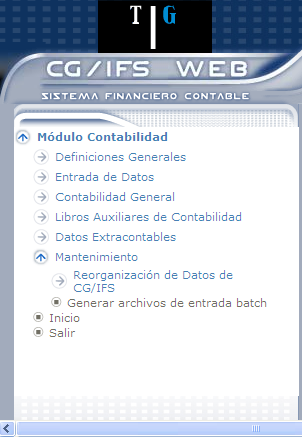 T G
CG/IFS WEB
SISTEMA FINANCIERO CONTABLE
Módulo Contabilidad
Definiciones Generales
Entrada de Datos
Contabilidad General
Libros Auxiliares de Contabilidad
Datos Extracontables
Mantenimiento
Reorganización de Datos de
CG/IFS
Generar archivos de entrada batch
Inicio
Salir